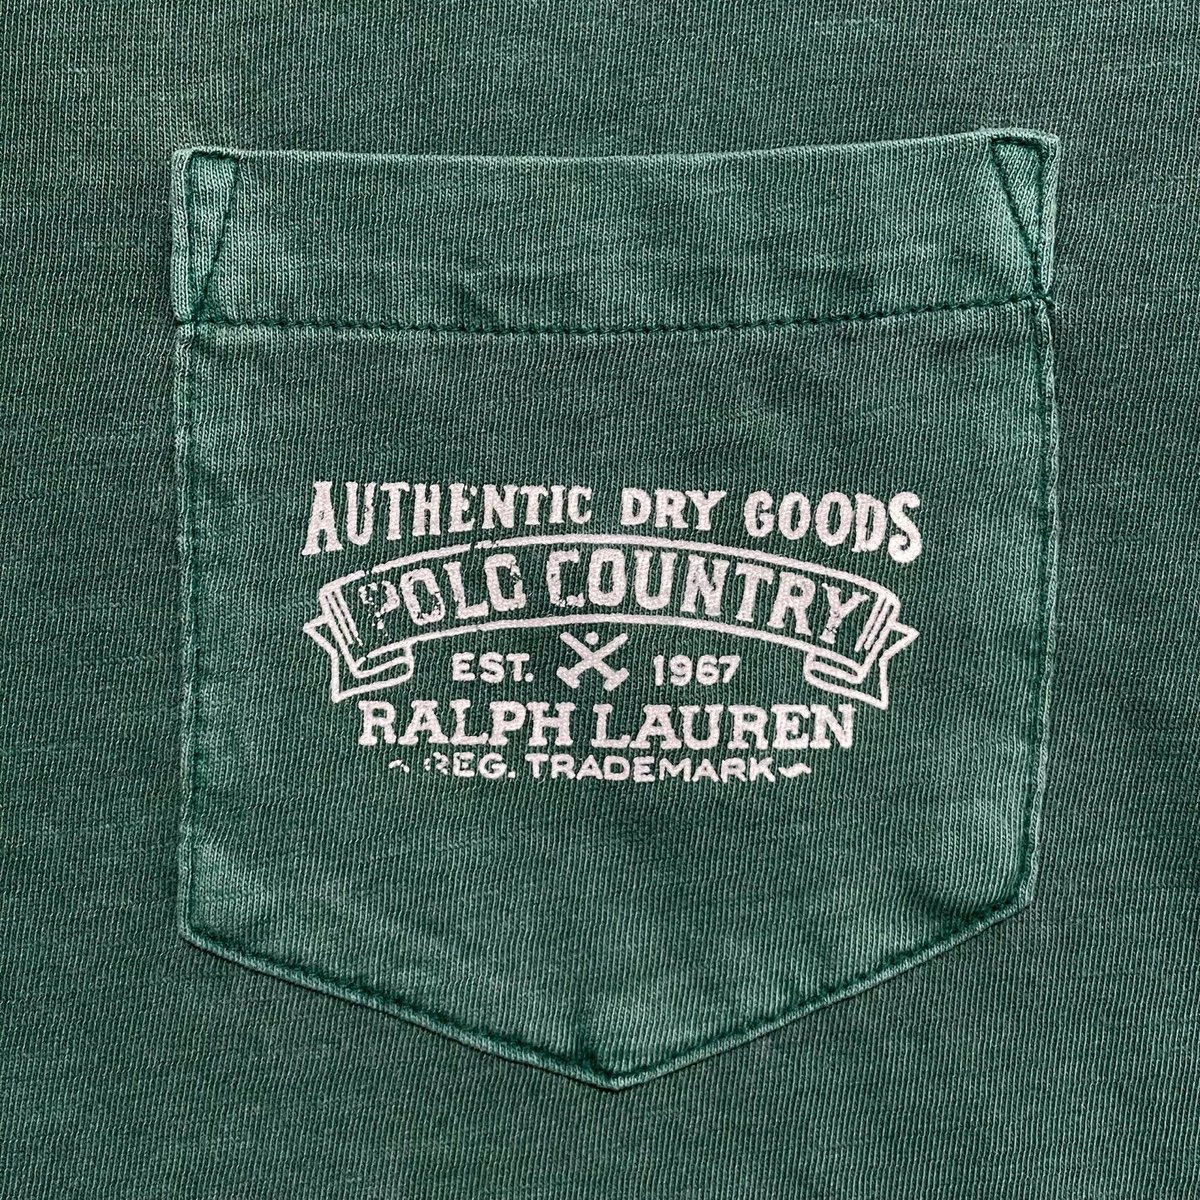 AUTHENTIC DRY GOODS
POLO COUNTRY
EST. 1967
RALPH LAUREN
~ REG. TRADEMARK ~